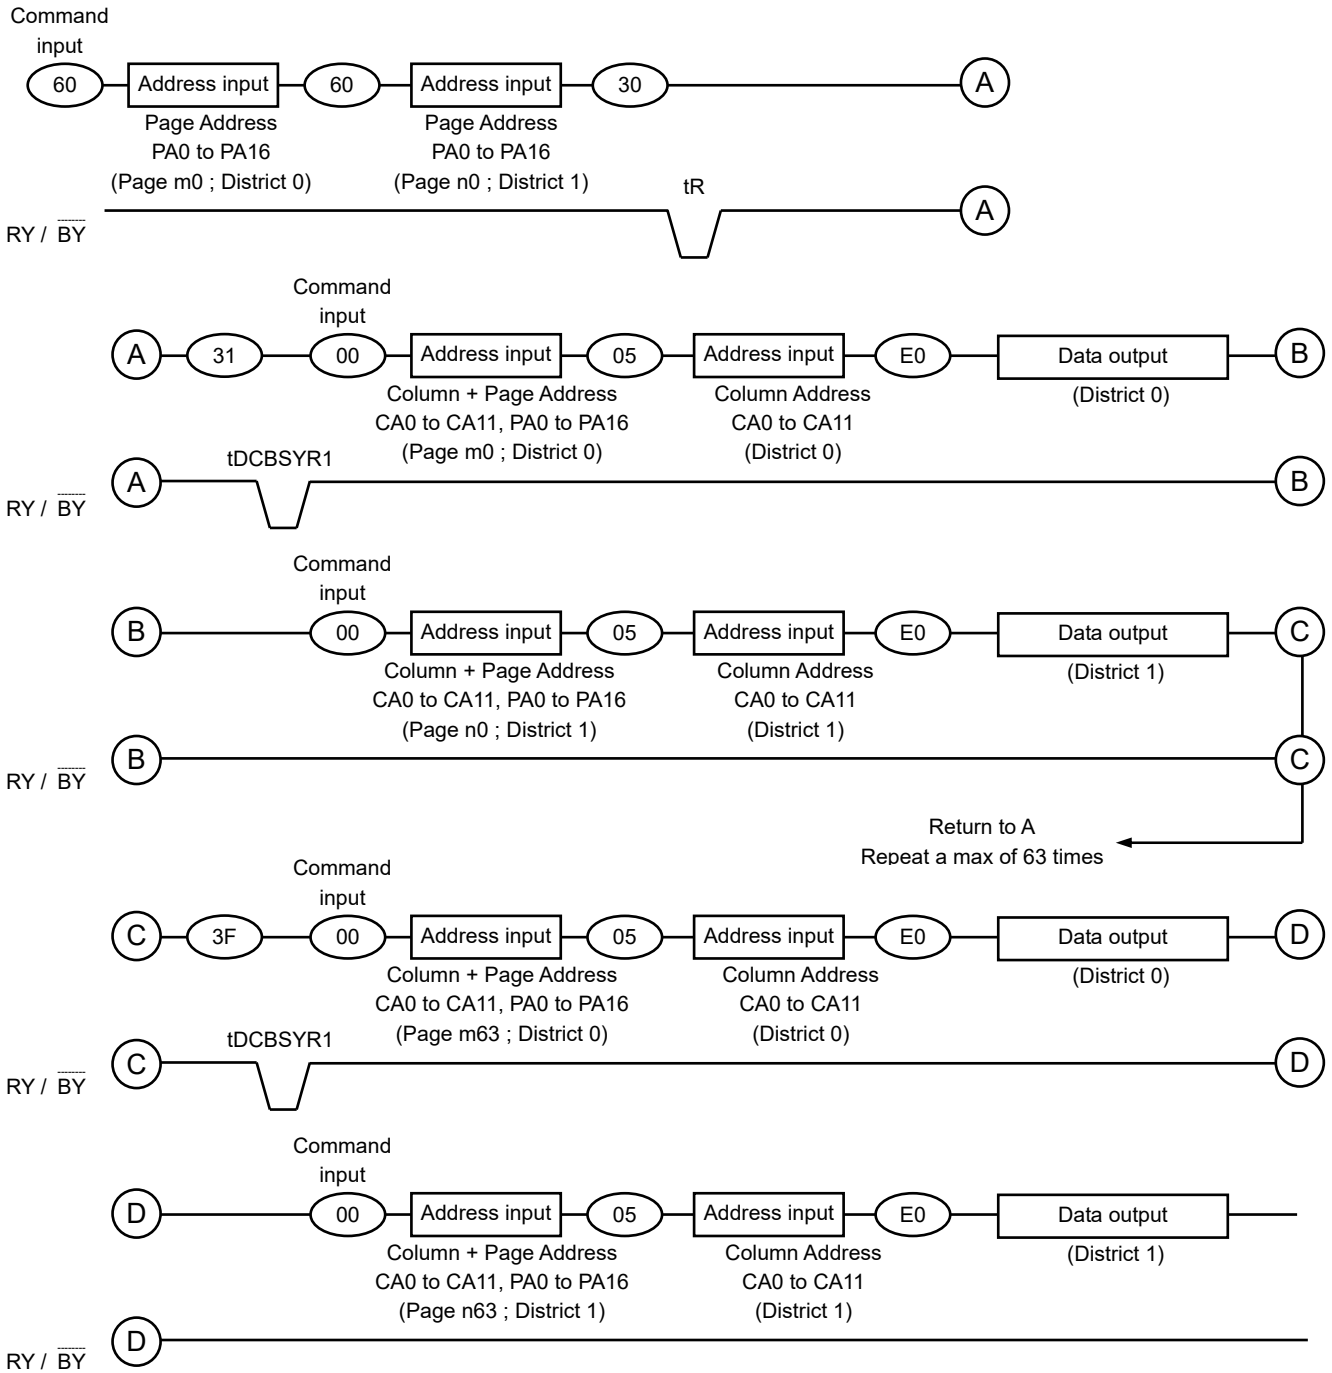 Command
input
60
Address input
60
Address input
30
A
Page Address
PA0 to PA16
(Page m0 ; District 0)
Page Address
PA0 to PA16
(Page n0 ; District 1)
tR
RY / BY
A
Command
input
A
31
00
Address input
05
Address input
E0
Data output
B
Column + Page Address
CA0 to CA11, PA0 to PA16
(Page m0 ; District 0)
Column Address
CA0 to CA11
(District 0)
(District 0)
tDCBSYR1
RY / BY
A
B
Command
input
B
00
Address input
05
Address input
E0
Data output
C
Column + Page Address
CA0 to CA11, PA0 to PA16
(Page n0 ; District 1)
Column Address
CA0 to CA11
(District 1)
(District 1)
RY / BY
B
C
Return to A
Repeat a max of 63 times
Command
input
C
3F
00
Address input
05
Address input
E0
Data output
D
Column + Page Address
CA0 to CA11, PA0 to PA16
(Page m63 ; District 0)
Column Address
CA0 to CA11
(District 0)
(District 0)
tDCBSYR1
RY / BY
C
D
Command
input
D
00
Address input
05
Address input
E0
Data output
Column + Page Address
CA0 to CA11, PA0 to PA16
(Page n63 ; District 1)
Column Address
CA0 to CA11
(District 1)
(District 1)
RY / BY
D